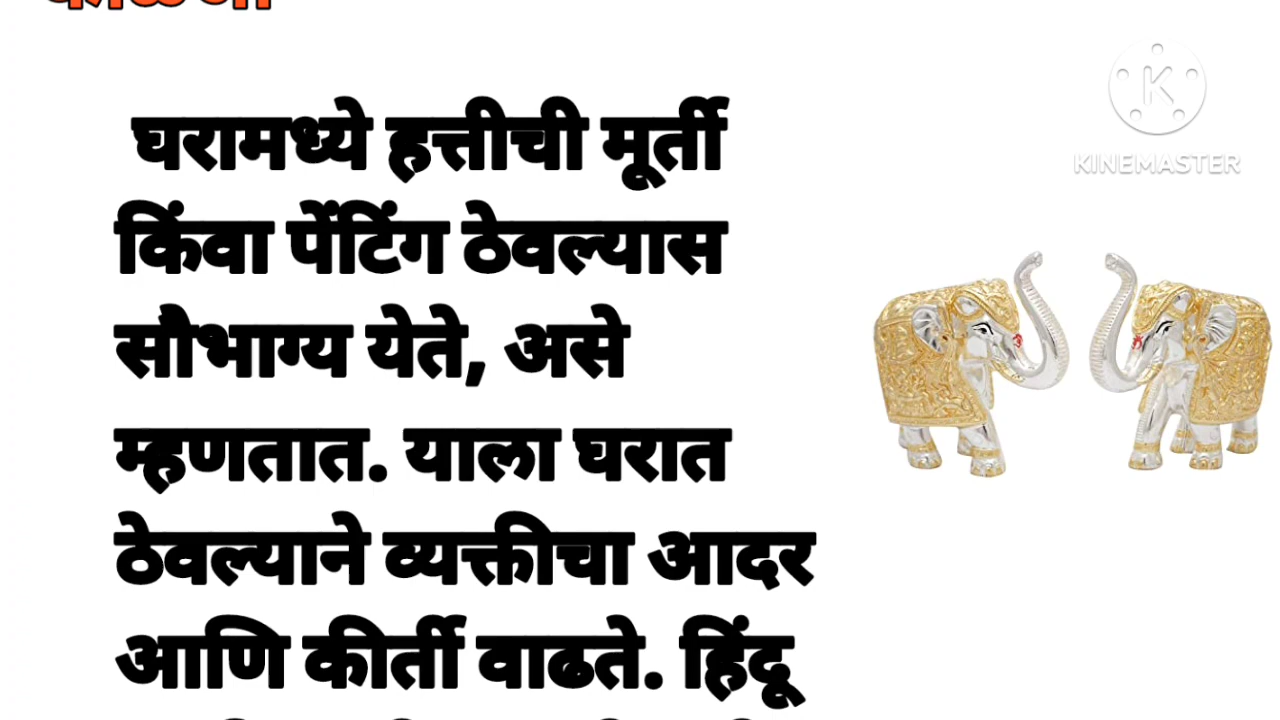 घरामध्ये हत्तीची मूर्ती
किंवा पेंटिंग ठेवल्यास
सौभाग्य येते, असे
म्हणतात. याला घरात
ठेवल्याने व्यक्तीचा आदर
आणि कीर्ती वाढते. हिंदू
K
KINEMASTER